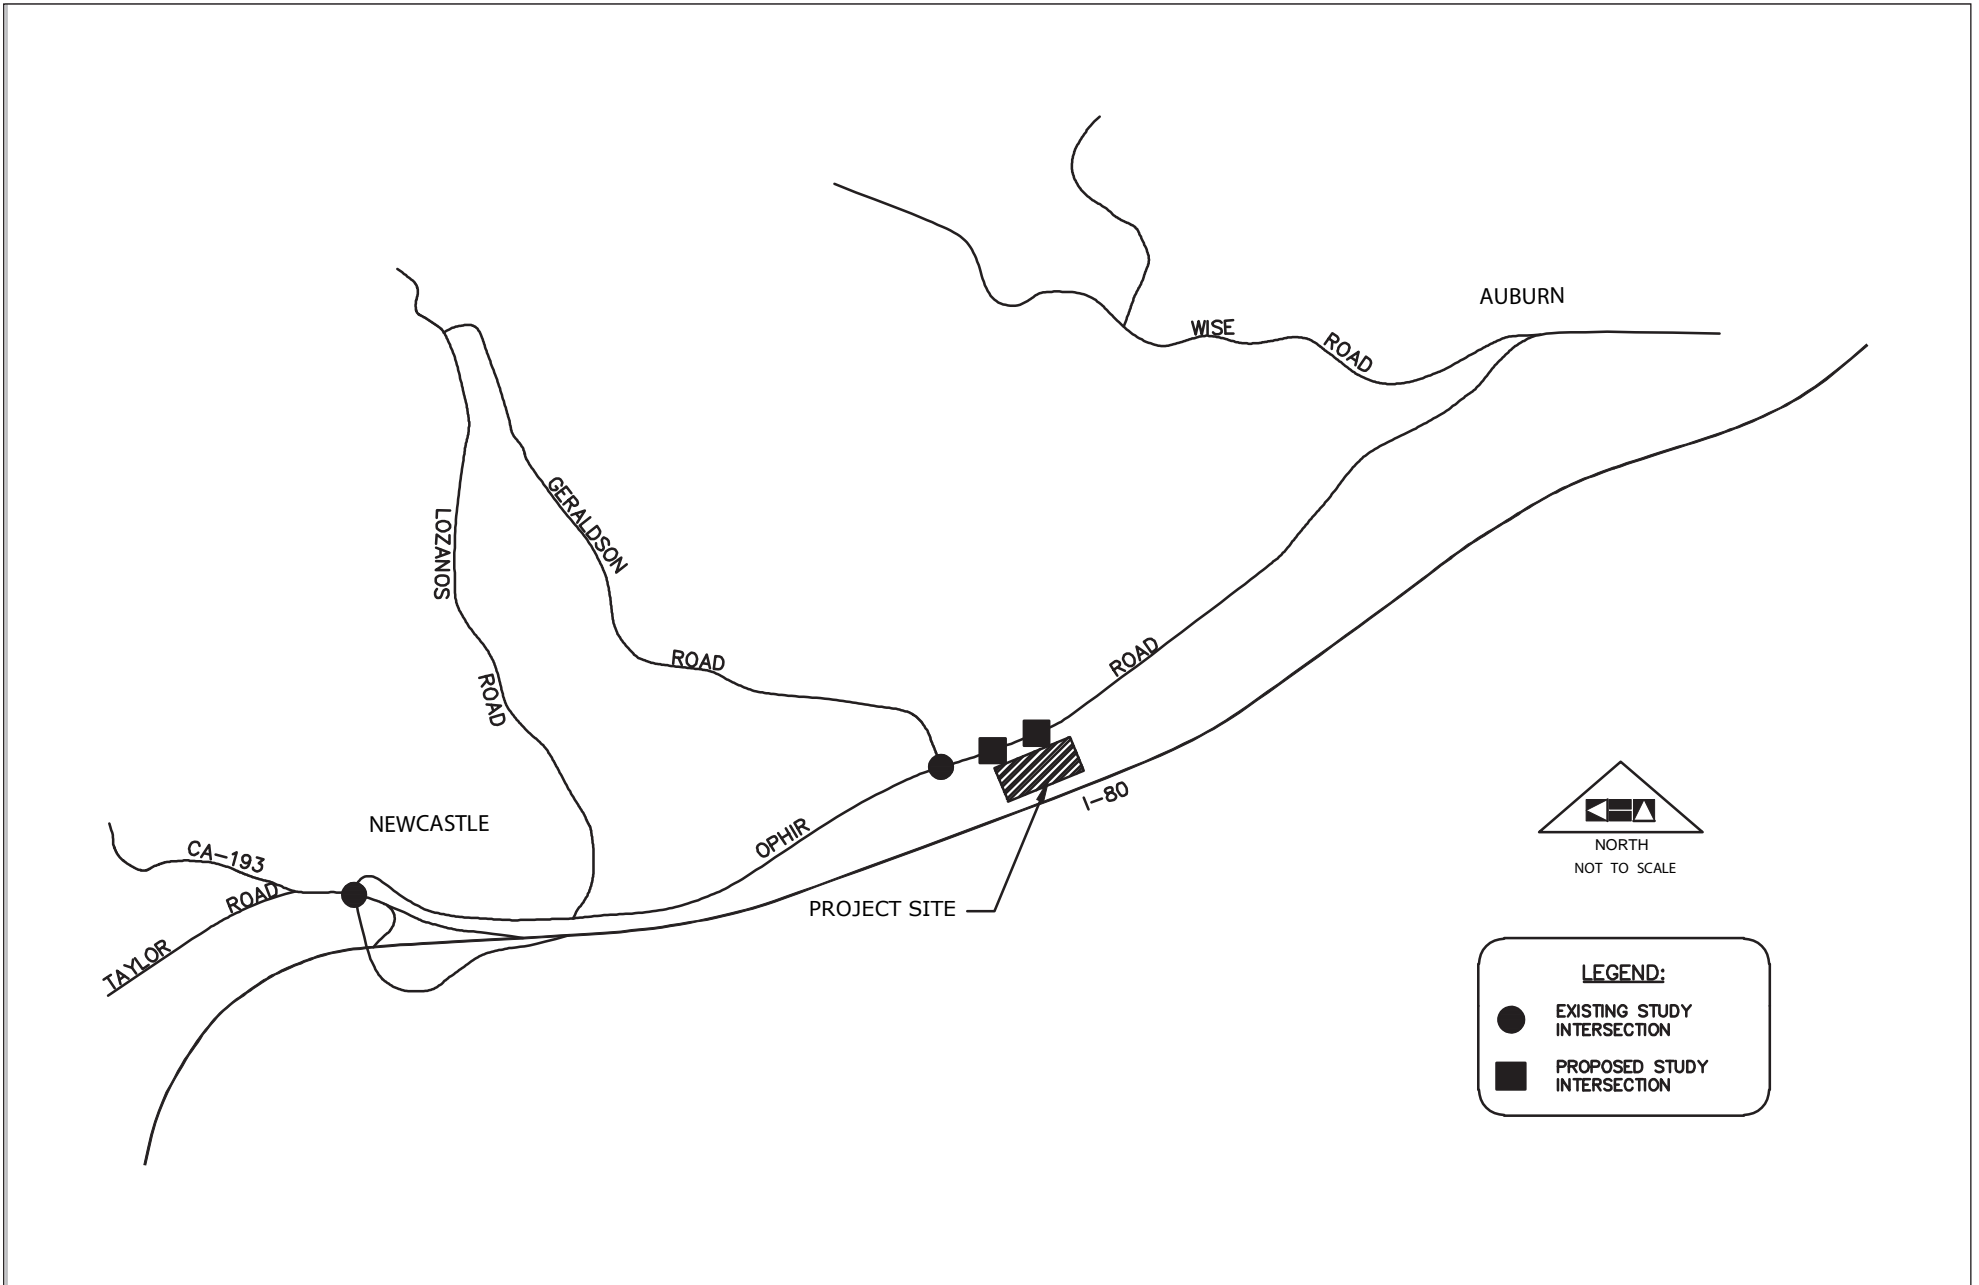 AUBURN
WISE
ROAD
LOZANOS
ROAD
GERALDSON
ROAD
ROAD
I-80
OPHIR
NEWCASTLE
CA-193
TAYLOR
ROAD
PROJECT SITE
NORTH
NOT TO SCALE
LEGEND:
EXISTING STUDY
INTERSECTION
PROPOSED STUDY
INTERSECTION